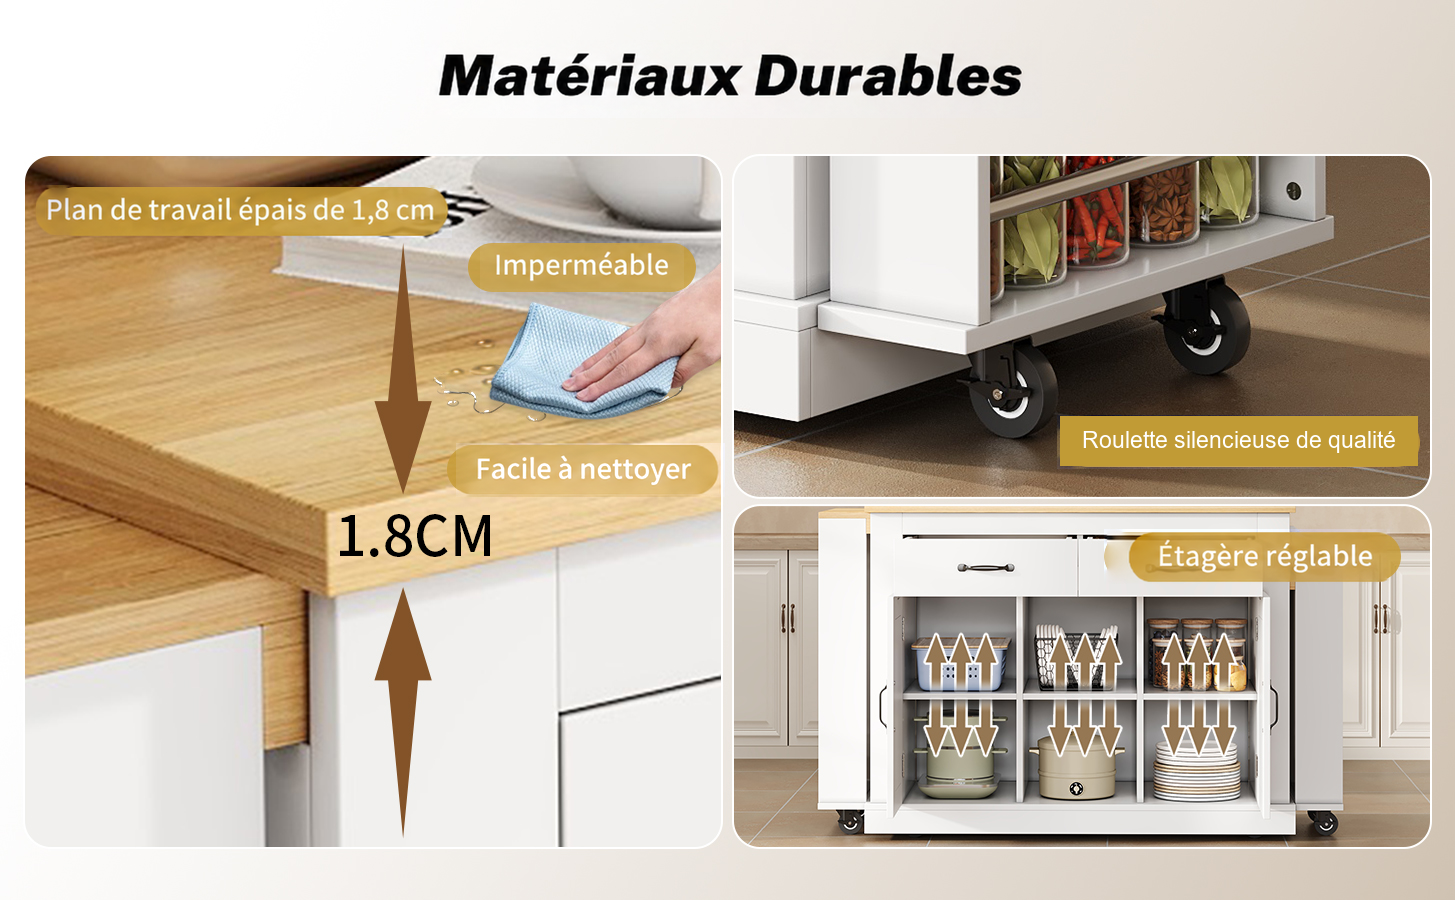 Matériaux Durables
Plan de travail épais de 1,8 cm
Imperméable
Facile à nettoyer
1.8CM
Roulette silencieuse de qualité
Étagère réglable